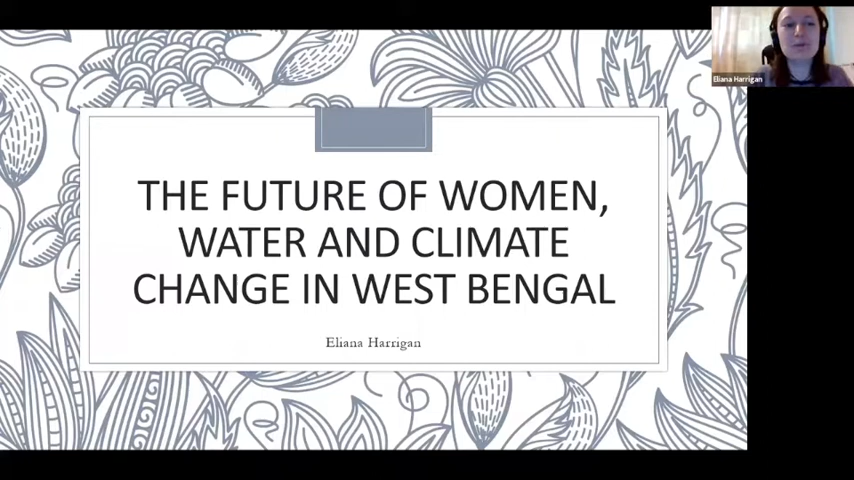 Eliana Harrigan
THE FUTURE OF WOMEN,
WATER AND CLIMATE
CHANGE IN WEST BENGAL
Eliana Harrigan